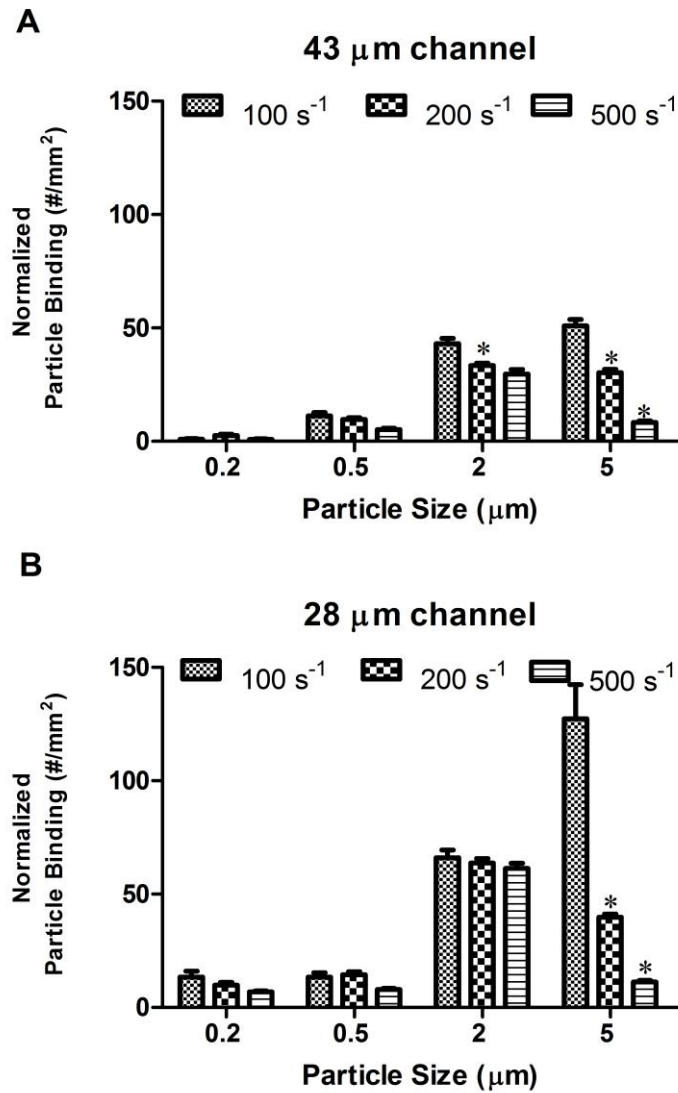 A
43 μm channel
150
100 s⁻¹ 200 s⁻¹ 500 s⁻¹
100
50
0
Normalized
Particle Binding (#/mm²)
*
*
*
0.2 0.5 2 5
Particle Size (μm)
B
28 μm channel
150
100 s⁻¹ 200 s⁻¹ 500 s⁻¹
100
50
0
Normalized
Particle Binding (#/mm²)
*
*
0.2 0.5 2 5
Particle Size (μm)